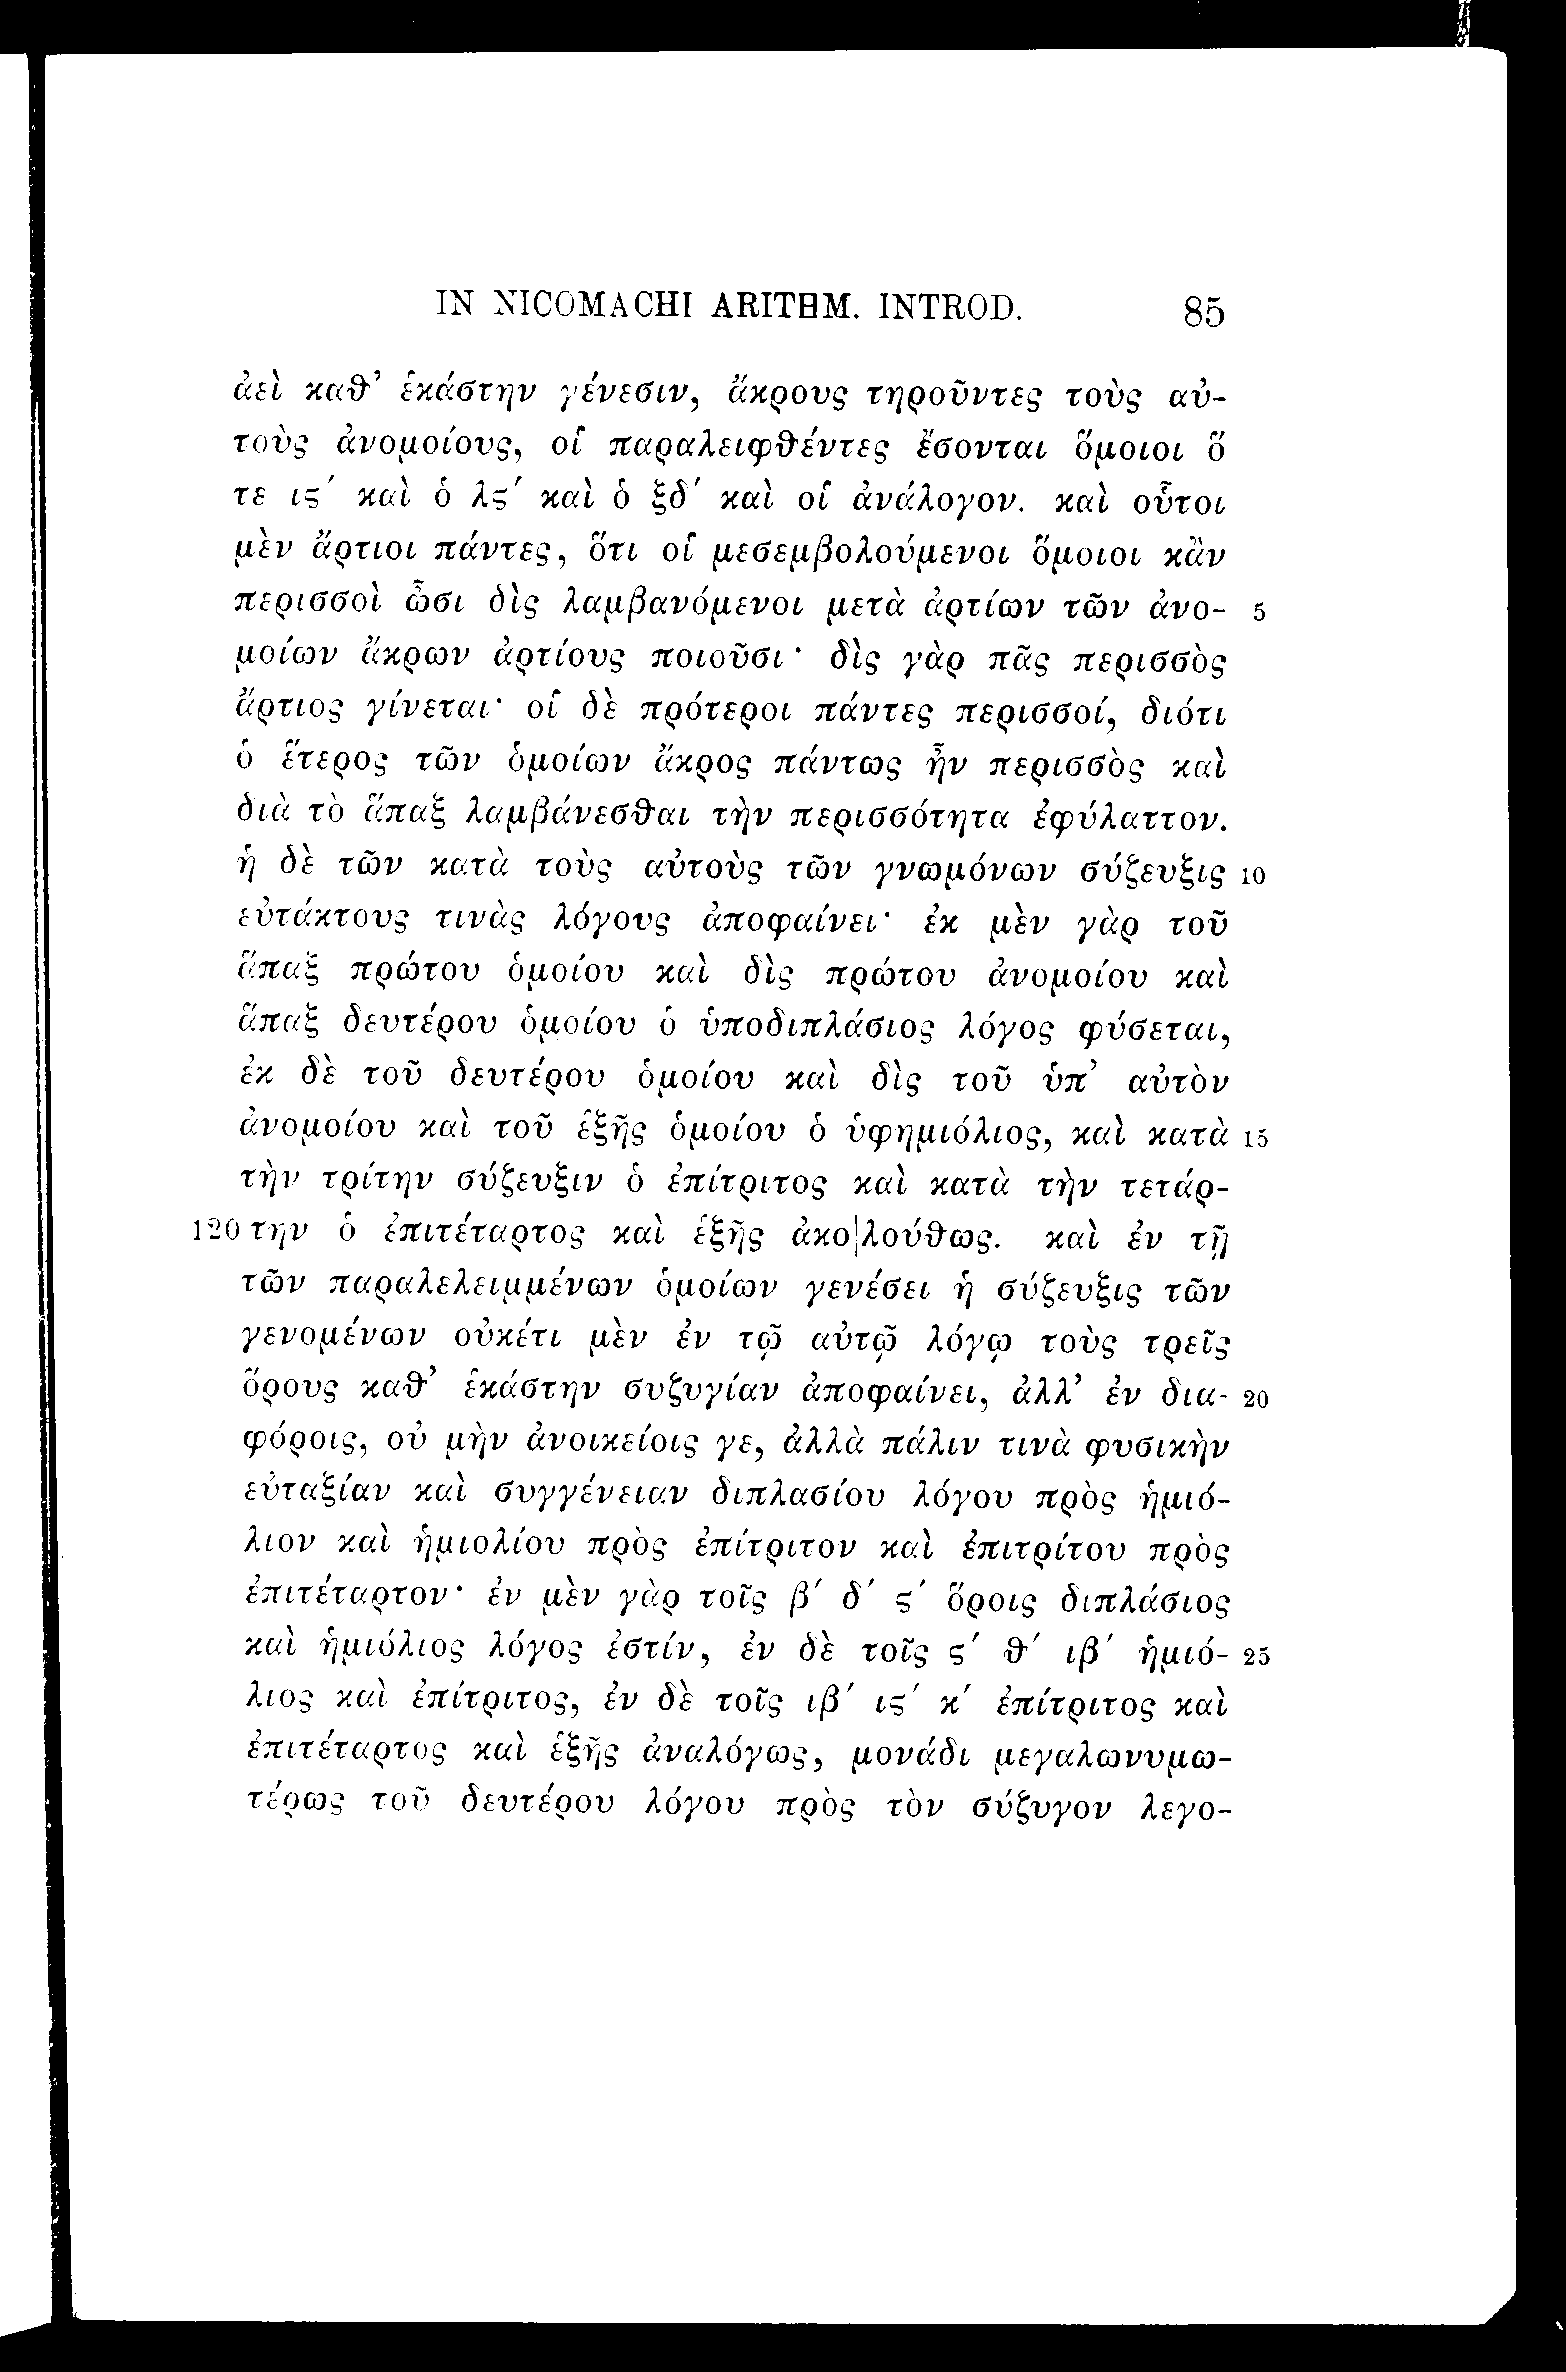 IN NICOMACHI ARITHM. INTROD. 85
ἀεὶ καθ’ ἑκάστην γένεσιν, ἄκρους τηροῦντες τοὺς αὐ-
τοὺς ἀνομοίους, οἱ παραλειφθέντες ἔσονται ὅμοιοι ὅ
τε ις′ καὶ ὁ λς′ καὶ ὁ ξδ′ καὶ οἱ ἀνάλογον. καὶ οὗτοι
μὲν ἄρτιοι πάντες, ὅτι οἱ μεσεμβολούμενοι ὅμοιοι κἂν
περισσοὶ ὦσι δὶς λαμβανόμενοι μετὰ ἀρτίων τῶν ἀνο- 5
μοίων ἄκρων ἀρτίους ποιοῦσι· δὶς γὰρ πᾶς περισσὸς
ἄρτιος γίνεται· οἱ δὲ πρότεροι πάντες περισσοί, διότι
ὁ ἕτερος τῶν ὁμοίων ἄκρος πάντως ἦν περισσὸς καὶ
διὰ τὸ ἅπαξ λαμβάνεσθαι τὴν περισσότητα ἐφύλαττον.
ἡ δὲ τῶν κατὰ τοὺς αὐτοὺς τῶν γνωμόνων σύζευξις 10
εὐτάκτους τινὰς λόγους ἀποφαίνει· ἐκ μὲν γὰρ τοῦ
ἅπαξ πρώτου ὁμοίου καὶ δὶς πρώτου ἀνομοίου καὶ
ἅπαξ δευτέρου ὁμοίου ὁ ὑποδιπλάσιος λόγος φύσεται,
ἐκ δὲ τοῦ δευτέρου ὁμοίου καὶ δὶς τοῦ ὑπ’ αὐτὸν
ἀνομοίου καὶ τοῦ ἑξῆς ὁμοίου ὁ ὑφημιόλιος, καὶ κατὰ 15
τὴν τρίτην σύζευξιν ὁ ἐπίτριτος καὶ κατὰ τὴν τετάρ-
120 την ὁ ἐπιτέταρτος καὶ ἑξῆς ἀκο|λούθως. καὶ ἐν τῇ
τῶν παραλελειμμένων ὁμοίων γενέσει ἡ σύζευξις τῶν
γενομένων οὐκέτι μὲν ἐν τῷ αὐτῷ λόγῳ τοὺς τρεῖς
ὅρους καθ’ ἑκάστην συζυγίαν ἀποφαίνει, ἀλλ’ ἐν δια- 20
φόροις, οὐ μὴν ἀνοικείοις γε, ἀλλὰ πάλιν τινὰ φυσικὴν
εὐταξίαν καὶ συγγένειαν διπλασίου λόγου πρὸς ἡμιό-
λιον καὶ ἡμιολίου πρὸς ἐπίτριτον καὶ ἐπιτρίτου πρὸς
ἐπιτέταρτον· ἐν μὲν γὰρ τοῖς β′ δ′ ς′ ὅροις διπλάσιος
καὶ ἡμιόλιος λόγος ἐστίν, ἐν δὲ τοῖς ς′ θ′ ιβ′ ἡμιό- 25
λιος καὶ ἐπίτριτος, ἐν δὲ τοῖς ιβ′ ις′ κ′ ἐπίτριτος καὶ
ἐπιτέταρτος καὶ ἑξῆς ἀναλόγως, μονάδι μεγαλωνυμω-
τέρως τοῦ δευτέρου λόγου πρὸς τὸν σύζυγον λεγο-